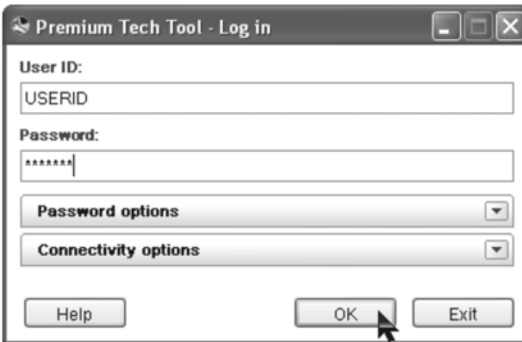 Premium Tech Tool - Log in
User ID:
USERID
Password:
*******
Password options
Connectivity options
Help OK Exit